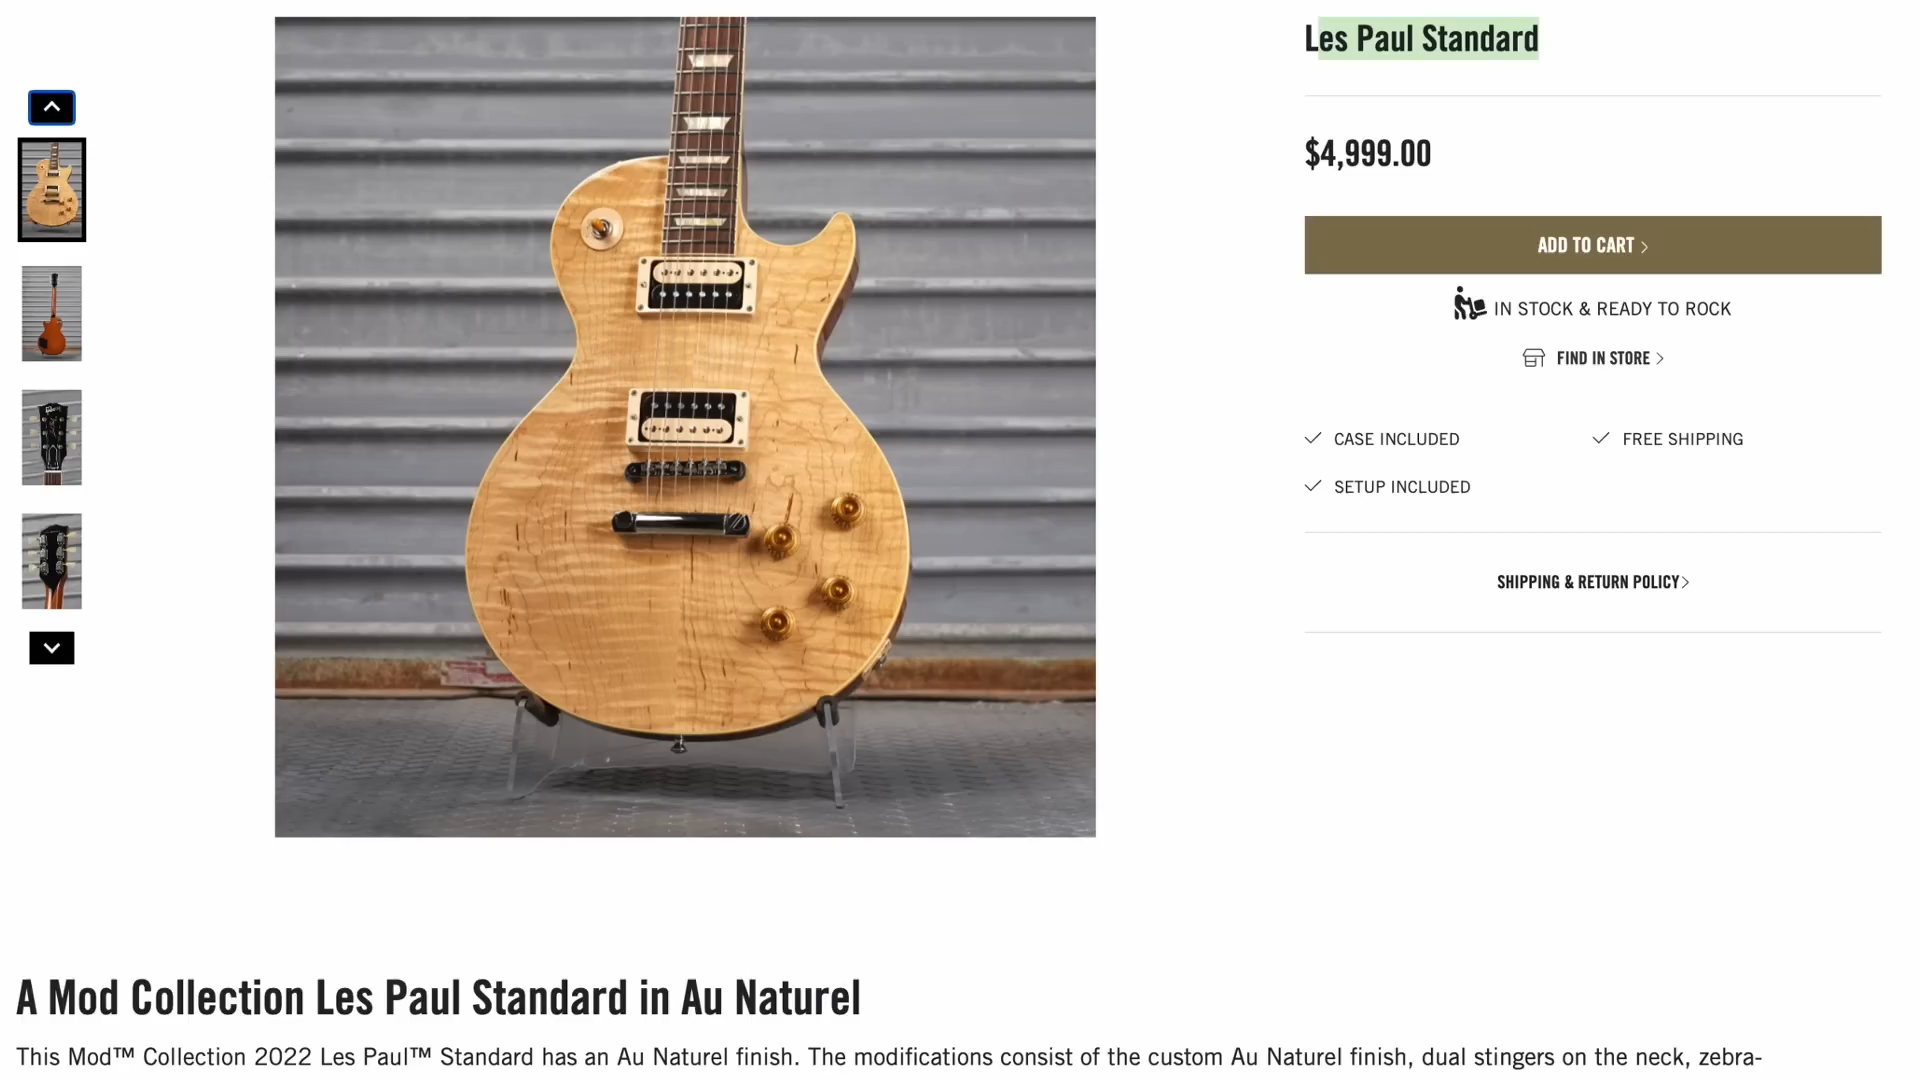 Les Paul Standard
$4,999.00
ADD TO CART
IN STOCK & READY TO ROCK
FIND IN STORE
CASE INCLUDED
FREE SHIPPING
SETUP INCLUDED
SHIPPING & RETURN POLICY
A Mod Collection Les Paul Standard in Au Naturel
This Mod™ Collection 2022 Les Paul™ Standard has an Au Naturel finish. The modifications consist of the custom Au Naturel finish, dual stingers on the neck, zebra-